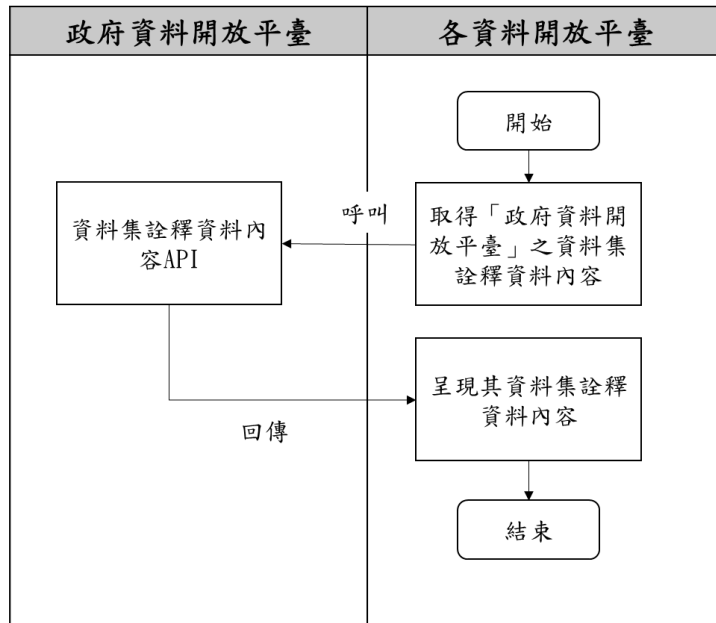 政府資料開放平臺
各資料開放平臺
開始
呼叫
取得「政府資料開
放平臺」之資料集
詮釋資料內容
資料集詮釋資料內
容API
呈現其資料集詮釋
資料內容
回傳
結束